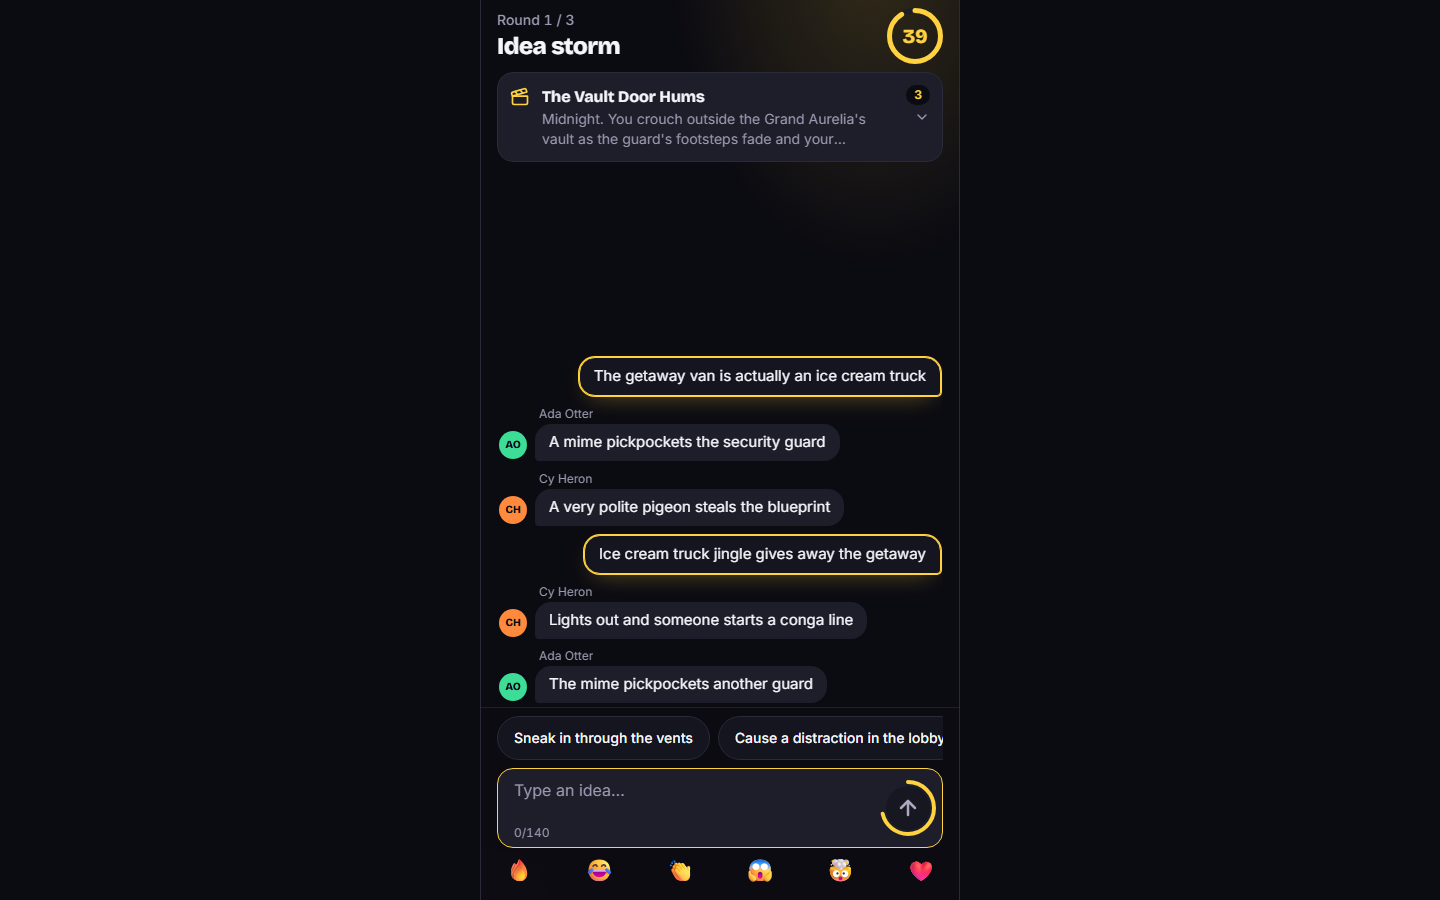 Round 1 / 3
Idea storm
39
The Vault Door Hums
3
Midnight. You crouch outside the Grand Aurelia's
vault as the guard's footsteps fade and your...
The getaway van is actually an ice cream truck
Ada Otter
AO
A mime pickpockets the security guard
Cy Heron
CH
A very polite pigeon steals the blueprint
Ice cream truck jingle gives away the getaway
Cy Heron
CH
Lights out and someone starts a conga line
Ada Otter
AO
The mime pickpockets another guard
Sneak in through the vents
Cause a distraction in the lobby
Type an idea...
0/140